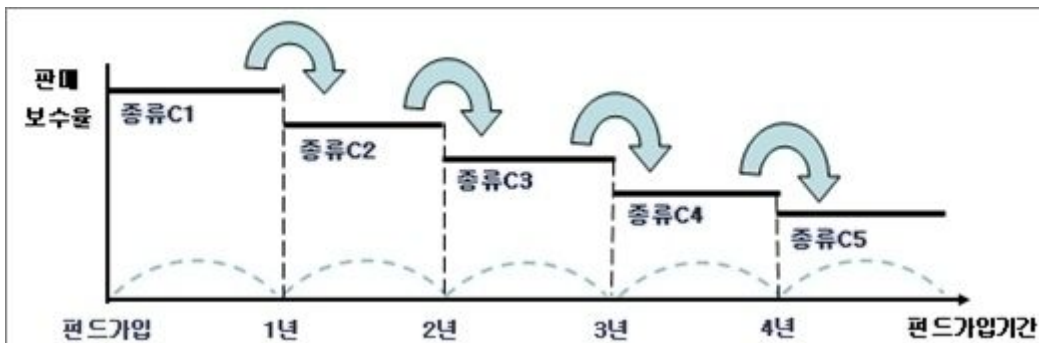 판매
보수율
종류C1
종류C2
종류C3
종류C4
종류C5
펀드가입
1년
2년
3년
4년
펀드가입기간